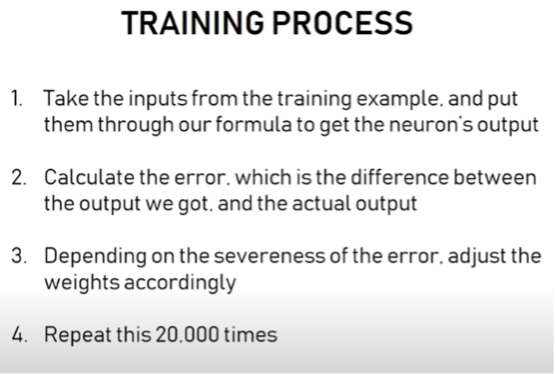 TRAINING PROCESS
1. Take the inputs from the training example, and put
them through our formula to get the neuron's output
2. Calculate the error, which is the difference between
the output we got, and the actual output
3. Depending on the severeness of the error, adjust the
weights accordingly
4. Repeat this 20.000 times